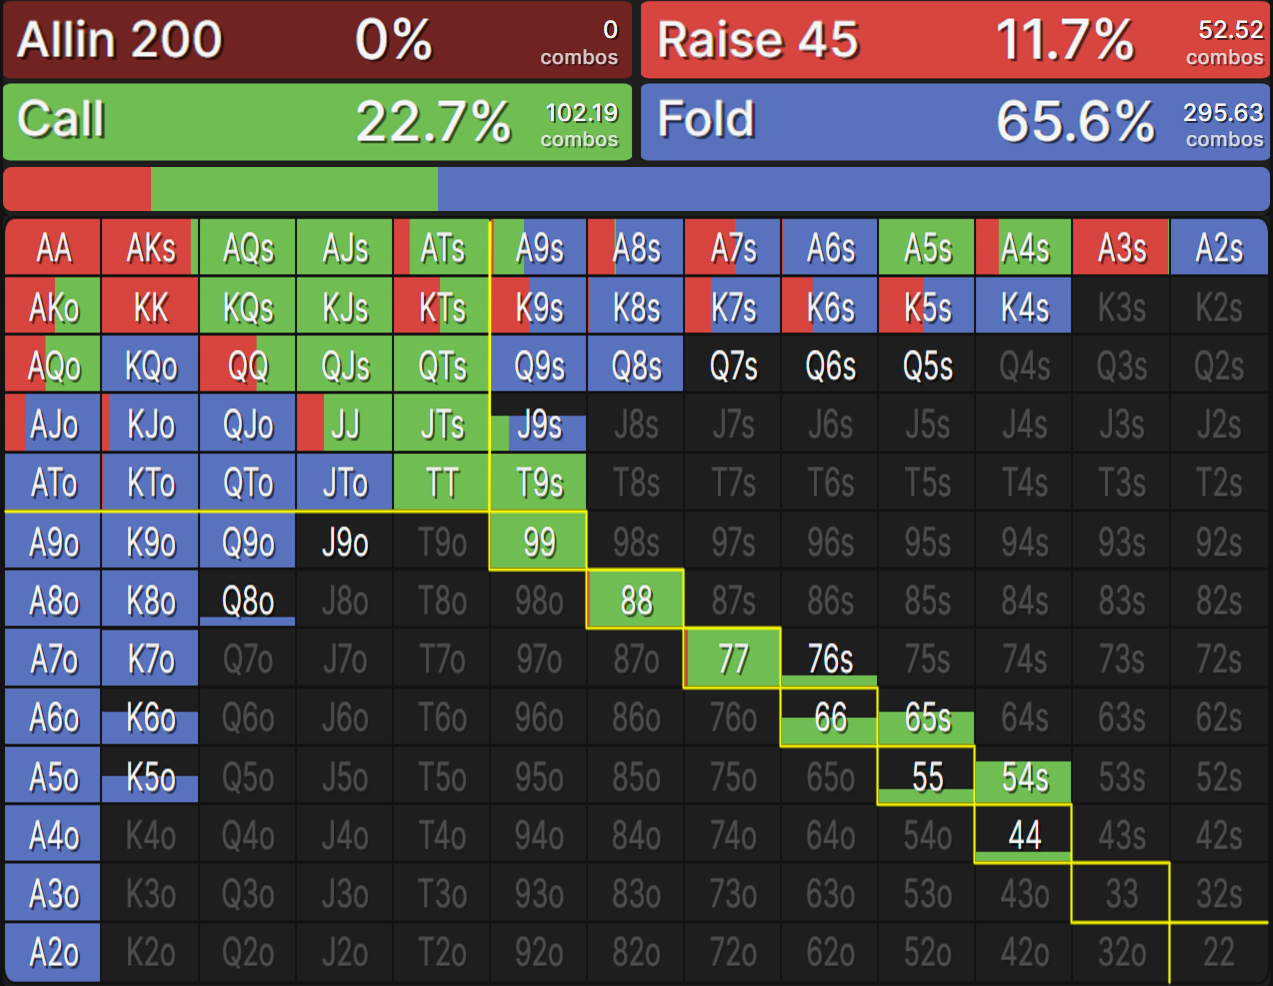 Allin 200 0% 0 combos Raise 45 11.7% 52.52 combos
Call 22.7% 102.19 combos Fold 65.6% 295.63 combos
AA AKs AQs AJs ATs A9s A8s A7s A6s A5s A4s A3s A2s
AKo KK KQs KJs KTs K9s K8s K7s K6s K5s K4s K3s K2s
AQo KQo QQ QJs QTs Q9s Q8s Q7s Q6s Q5s Q4s Q3s Q2s
AJo KJo QJo JJ JTs J9s J8s J7s J6s J5s J4s J3s J2s
ATo KTo QTo JTo TT T9s T8s T7s T6s T5s T4s T3s T2s
A9o K9o Q9o J9o T9o 99 98s 97s 96s 95s 94s 93s 92s
A8o K8o Q8o J8o T8o 98o 88 87s 86s 85s 84s 83s 82s
A7o K7o Q7o J7o T7o 97o 87o 77 76s 75s 74s 73s 72s
A6o K6o Q6o J6o T6o 96o 86o 76o 66 65s 64s 63s 62s
A5o K5o Q5o J5o T5o 95o 85o 75o 65o 55 54s 53s 52s
A4o K4o Q4o J4o T4o 94o 84o 74o 64o 54o 44 43s 42s
A3o K3o Q3o J3o T3o 93o 83o 73o 63o 53o 43o 33 32s
A2o K2o Q2o J2o T2o 92o 82o 72o 62o 52o 42o 32o 22